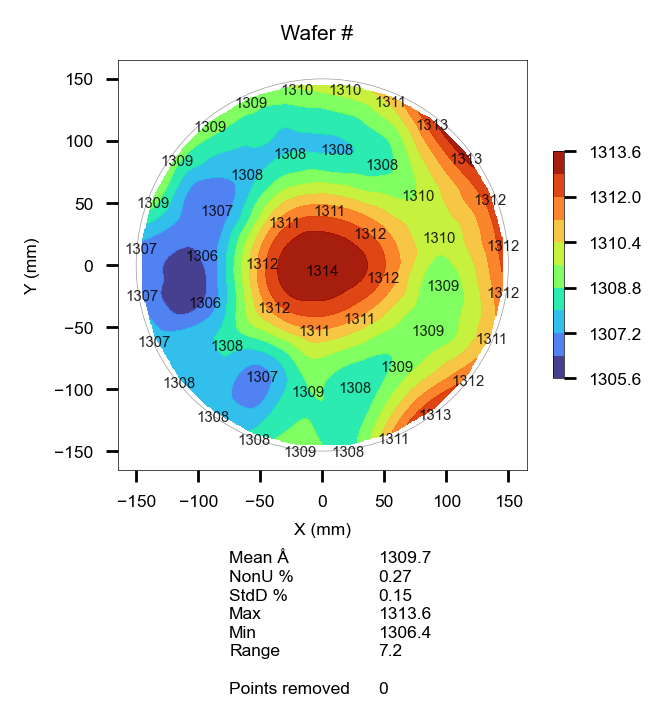 Wafer #
1310 1310
1309 1311
1309 1313
1309 1308 1308 1313
1308 1308
1309 1307 1311 1310 1312
1311 1312 1310
1307 1306 1312 1314 1312 1312
1307 1306 1312 1309 1312
1307 1308 1311 1311 1309 1311
1308 1307 1309 1308 1309 1312
1308 1313
1308 1309 1308 1311
150
100
50
0
−50
−100
−150
Y (mm)
−150 −100 −50 0 50 100 150
X (mm)
1313.6
1312.0
1310.4
1308.8
1307.2
1305.6
Mean Å 1309.7
NonU % 0.27
StdD % 0.15
Max 1313.6
Min 1306.4
Range 7.2
Points removed 0